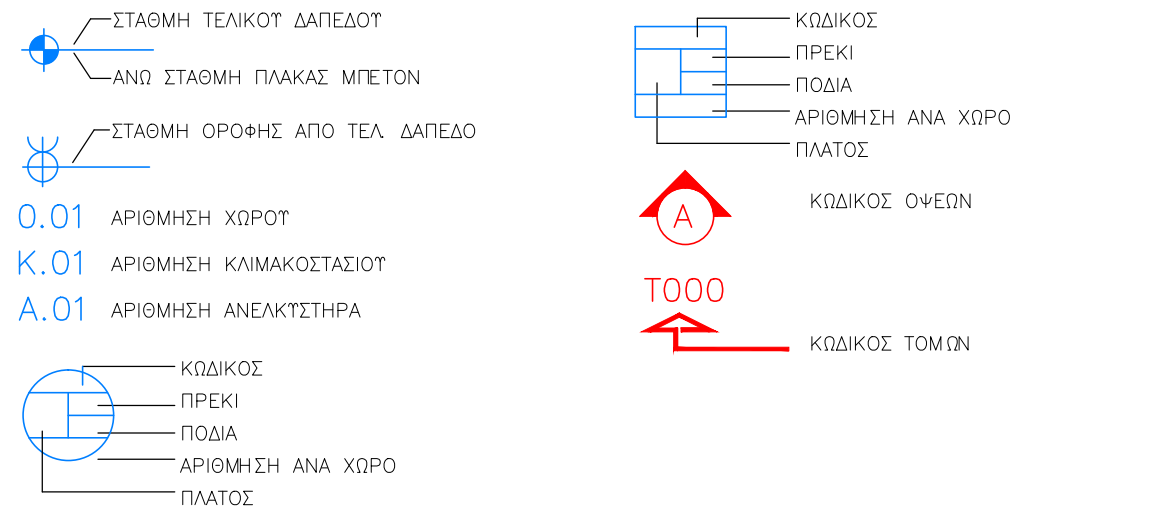 ΣΤΑΘΜΗ ΤΕΛΙΚΟΥ ΔΑΠΕΔΟΥ
ΑΝΩ ΣΤΑΘΜΗ ΠΛΑΚΑΣ ΜΠΕΤΟΝ
ΣΤΑΘΜΗ ΟΡΟΦΗΣ ΑΠΟ ΤΕΛ. ΔΑΠΕΔΟ
0.01 ΑΡΙΘΜΗΣΗ ΧΩΡΟΥ
Κ.01 ΑΡΙΘΜΗΣΗ ΚΛΙΜΑΚΟΣΤΑΣΙΟΥ
Α.01 ΑΡΙΘΜΗΣΗ ΑΝΕΛΚΥΣΤΗΡΑ
ΚΩΔΙΚΟΣ
ΠΡΕΚΙ
ΠΟΔΙΑ
ΑΡΙΘΜΗΣΗ ΑΝΑ ΧΩΡΟ
ΠΛΑΤΟΣ
ΚΩΔΙΚΟΣ
ΠΡΕΚΙ
ΠΟΔΙΑ
ΑΡΙΘΜΗΣΗ ΑΝΑ ΧΩΡΟ
ΠΛΑΤΟΣ
Α ΚΩΔΙΚΟΣ ΟΨΕΩΝ
Τ000
ΚΩΔΙΚΟΣ ΤΟΜΩΝ